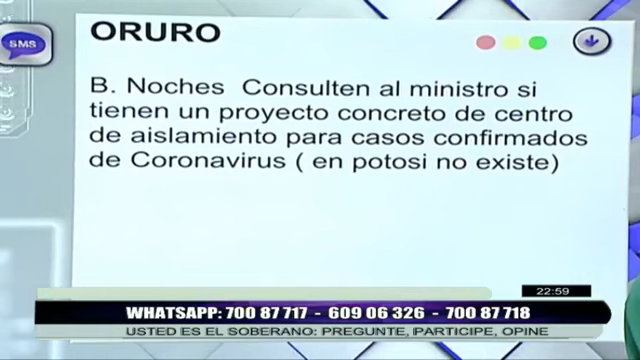 SMS
ORURO
B. Noches Consulten al ministro si
tienen un proyecto concreto de centro
de aislamiento para casos confirmados
de Coronavirus ( en potosi no existe)
22:59
WHATSAPP: 700 87 717 - 609 06 326 - 700 87 718
USTED ES EL SOBERANO: PREGUNTE, PARTICIPE, OPINE